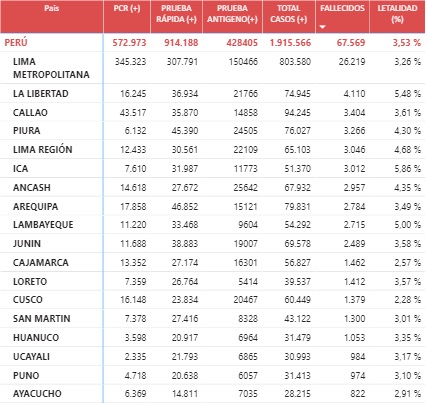 Pais PCR (+) PRUEBA RÁPIDA (+) PRUEBA ANTIGENO(+) TOTAL CASOS (+) FALLECIDOS LETALIDAD (%)
PERÚ 572.973 914.188 428405 1.915.566 67.569 3,53 %
LIMA METROPOLITANA 345.323 307.791 150466 803.580 26.219 3,26 %
LA LIBERTAD 16.245 36.934 21766 74.945 4.110 5,48 %
CALLAO 43.517 35.870 14858 94.245 3.404 3,61 %
PIURA 6.132 45.390 24505 76.027 3.266 4,30 %
LIMA REGIÓN 12.433 30.561 22109 65.103 3.046 4,68 %
ICA 7.610 31.987 11773 51.370 3.012 5,86 %
ANCASH 14.618 27.672 25642 67.932 2.957 4,35 %
AREQUIPA 17.858 46.852 15121 79.831 2.784 3,49 %
LAMBAYEQUE 11.220 33.468 9604 54.292 2.715 5,00 %
JUNIN 11.688 38.883 19007 69.578 2.489 3,58 %
CAJAMARCA 13.352 27.174 16301 56.827 1.462 2,57 %
LORETO 7.359 26.764 5414 39.537 1.412 3,57 %
CUSCO 16.148 23.834 20467 60.449 1.379 2,28 %
SAN MARTIN 7.378 27.416 8328 43.122 1.300 3,01 %
HUANUCO 3.598 20.917 6964 31.479 1.053 3,35 %
UCAYALI 2.335 21.793 6865 30.993 984 3,17 %
PUNO 4.718 20.638 6057 31.413 974 3,10 %
AYACUCHO 6.369 14.811 7035 28.215 822 2,91 %